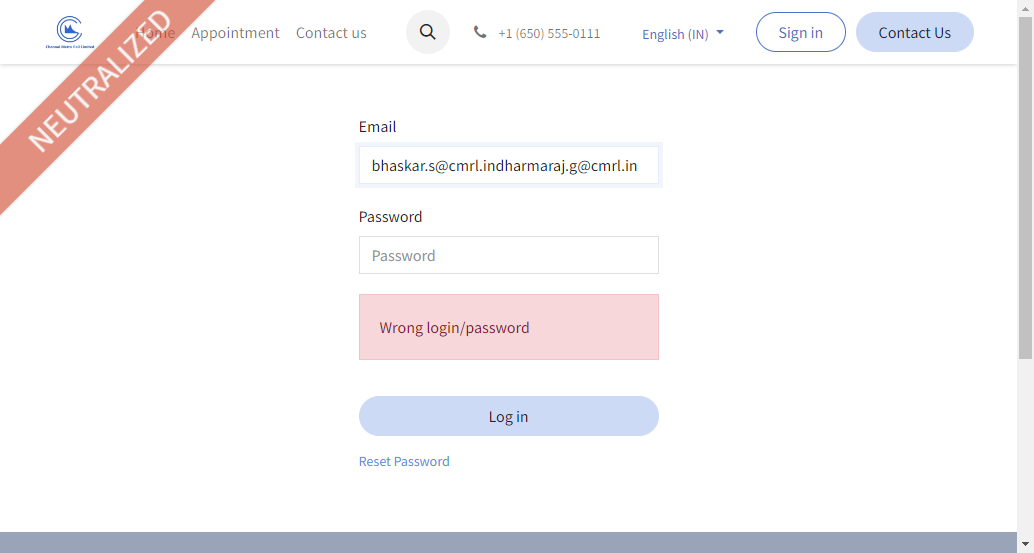 NEUTRALIZED
Chennai Metro Rail Limited
Home Appointment Contact us +1 (650) 555-0111 English (IN) Sign in Contact Us
Email
bhaskar.s@cmrl.indharmaraj.g@cmrl.in
Password
Password
Wrong login/password
Log in
Reset Password